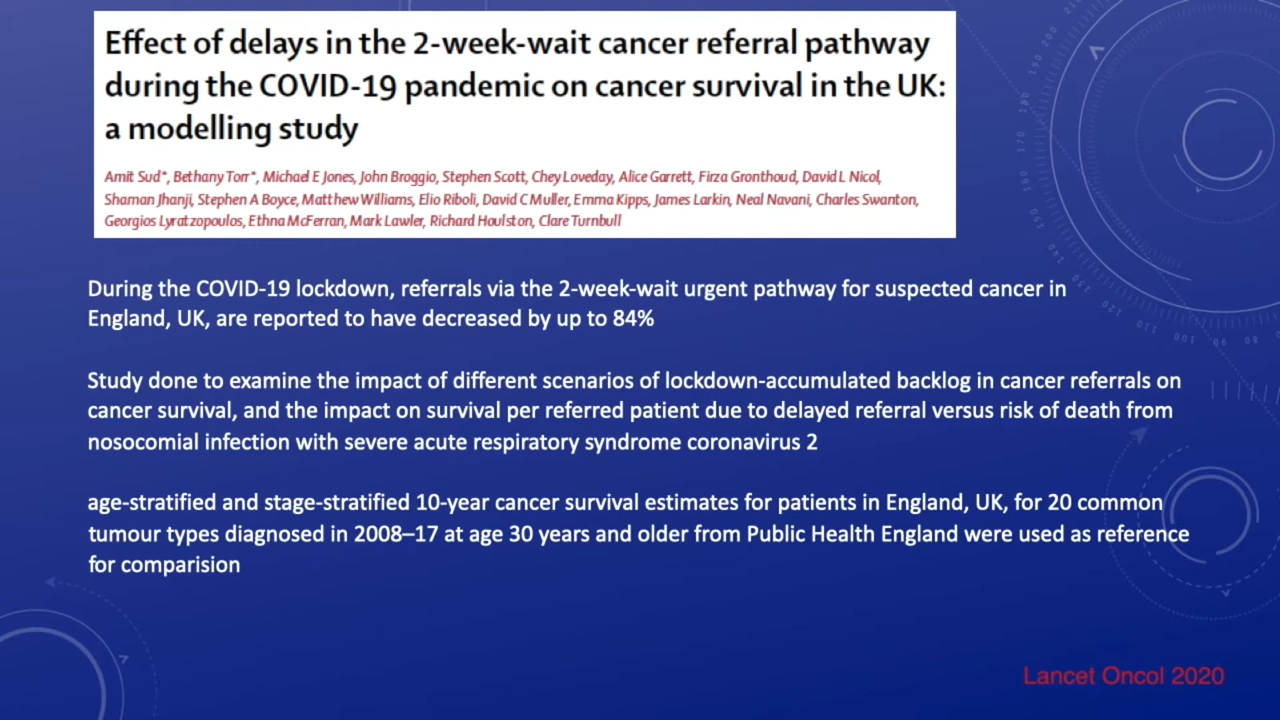 Effect of delays in the 2-week-wait cancer referral pathway
during the COVID-19 pandemic on cancer survival in the UK:
a modelling study
Amit Sud*, Bethany Torr*, Michael E Jones, John Broggio, Stephen Scott, Chey Loveday, Alice Garrett, Firza Gronthoud, David L Nicol,
Shaman Jhanji, Stephen A Boyce, Matthew Williams, Elio Riboli, David C Muller, Emma Kipps, James Larkin, Neal Navani, Charles Swanton,
Georgios Lyratzopoulos, Ethna McFerran, Mark Lawler, Richard Houlston, Clare Turnbull
During the COVID-19 lockdown, referrals via the 2-week-wait urgent pathway for suspected cancer in
England, UK, are reported to have decreased by up to 84%
Study done to examine the impact of different scenarios of lockdown-accumulated backlog in cancer referrals on
cancer survival, and the impact on survival per referred patient due to delayed referral versus risk of death from
nosocomial infection with severe acute respiratory syndrome coronavirus 2
age-stratified and stage-stratified 10-year cancer survival estimates for patients in England, UK, for 20 common
tumour types diagnosed in 2008–17 at age 30 years and older from Public Health England were used as reference
for comparision
Lancet Oncol 2020